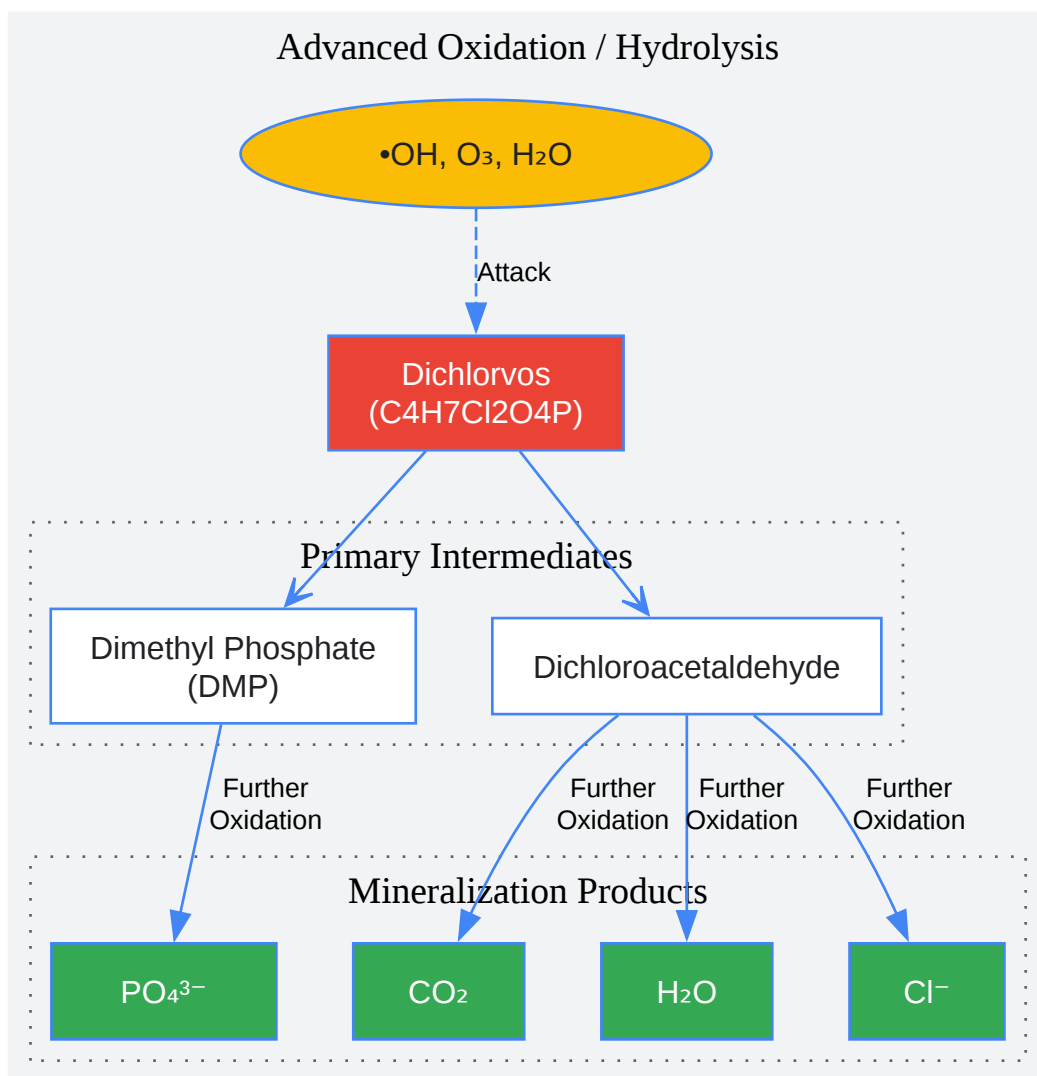 Advanced Oxidation / Hydrolysis
•OH, O₃, H₂O
Attack
Dichlorvos
(C4H7Cl2O4P)
Primary Intermediates
Dimethyl Phosphate
(DMP)
Dichloroacetaldehyde
Further
Oxidation
Further
Oxidation
Further
Oxidation
Further
Oxidation
Mineralization Products
PO₄³⁻
CO₂
H₂O
Cl⁻